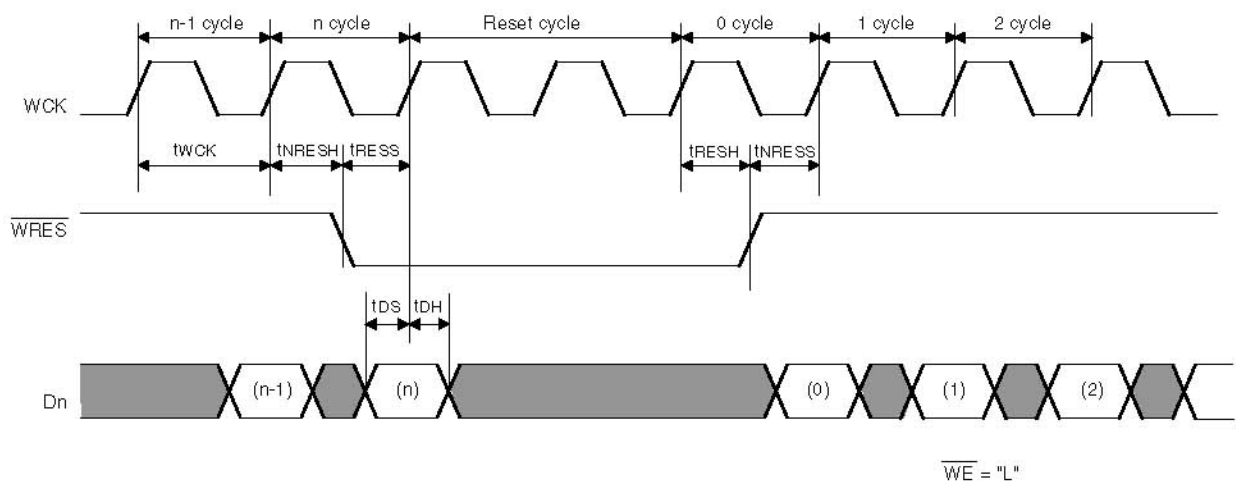 n-1 cycle n cycle Reset cycle 0 cycle 1 cycle 2 cycle
WCK
tWCK tNRESH tRESS tRESH tNRESS
WRES
tDS tDH
Dn (n-1) (n) (0) (1) (2)
WE = "L"